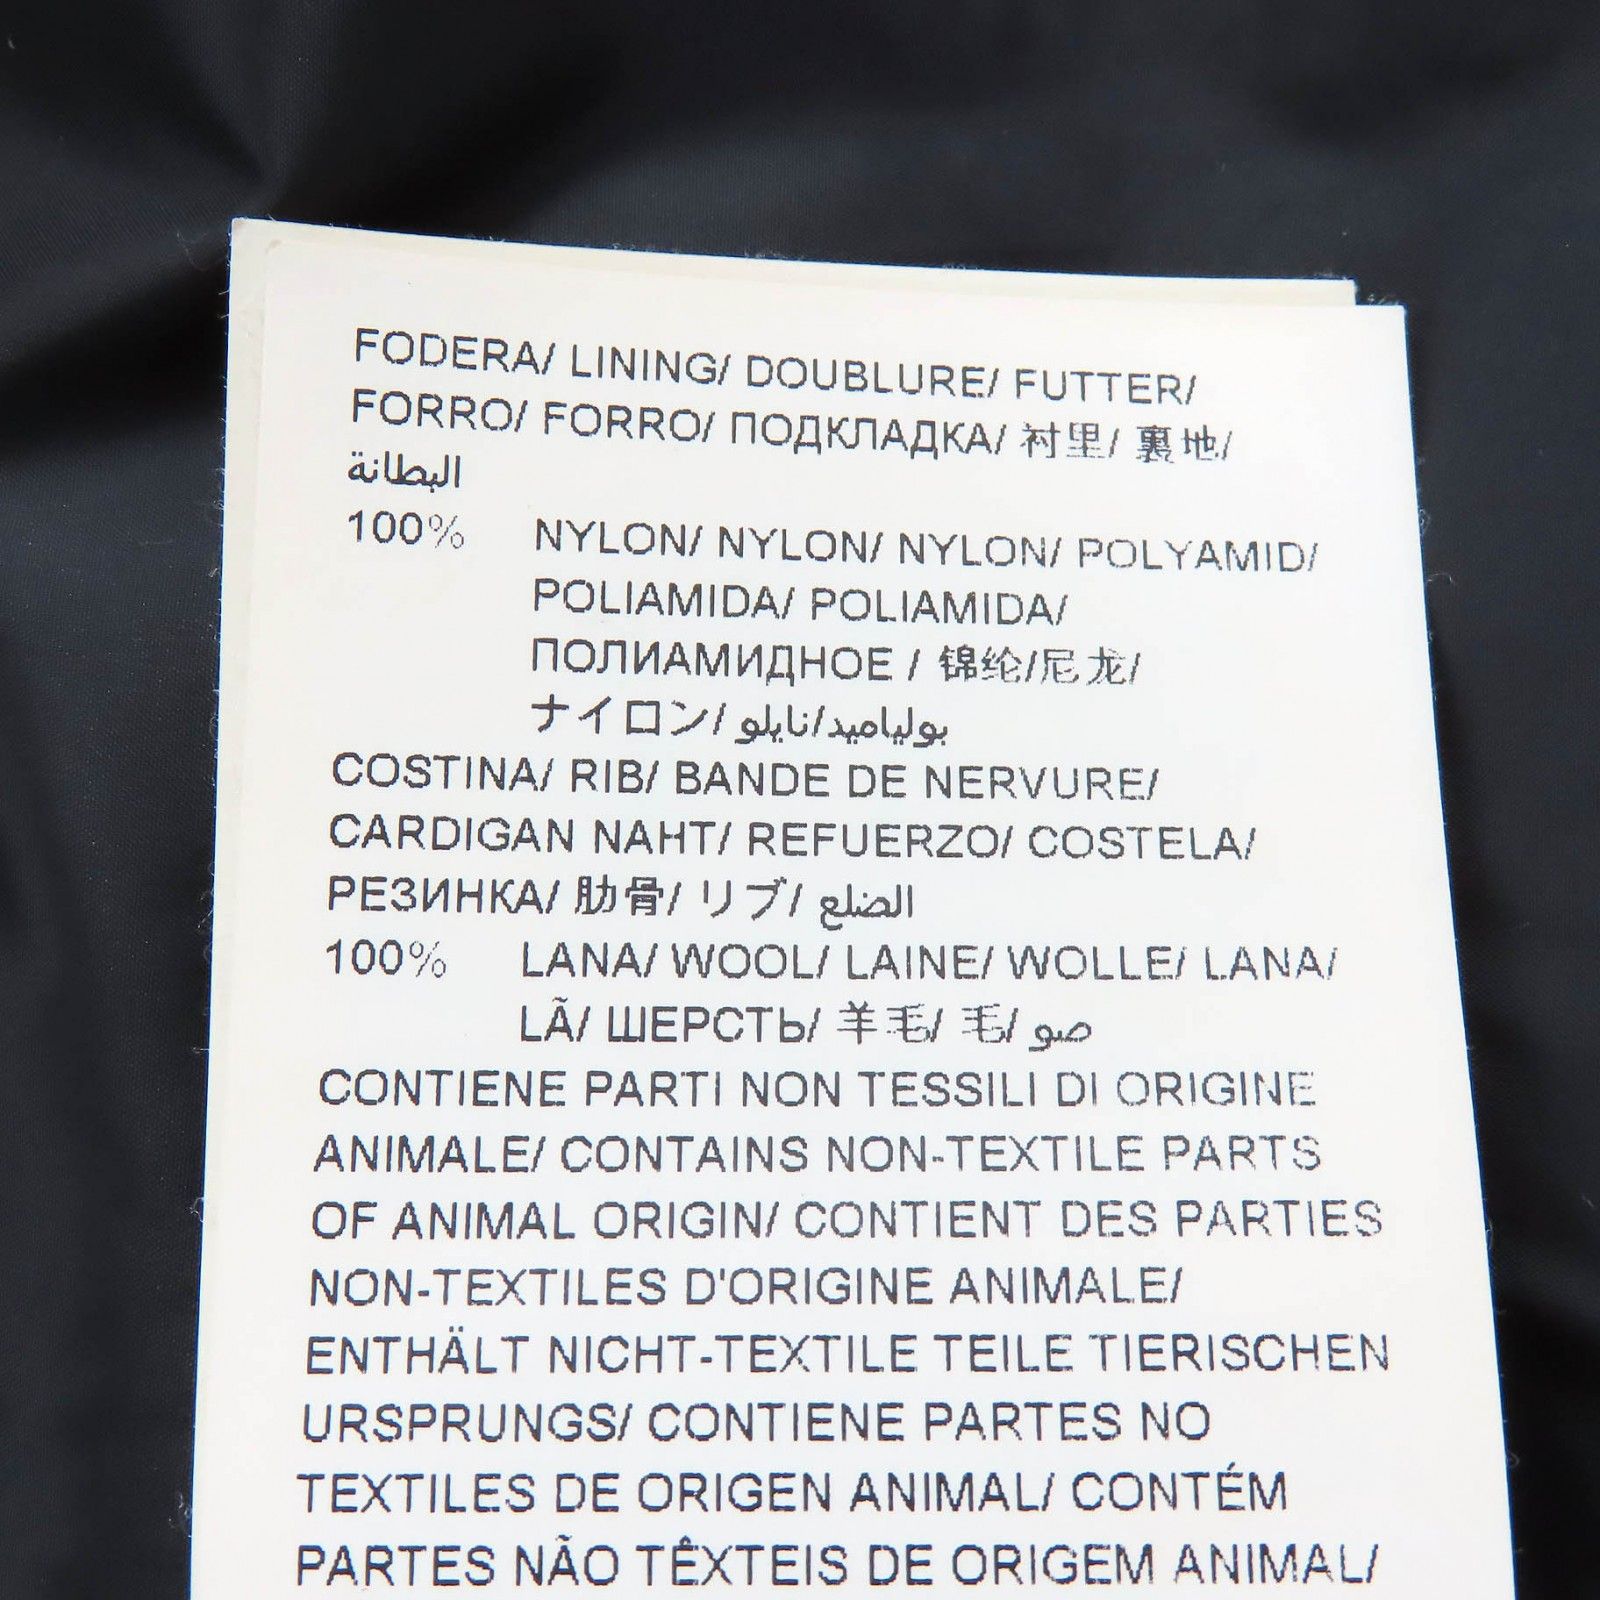 FODERA/ LINING/ DOUBLURE/ FUTTER/
FORRO/ FORRO/ ПОДКЛАДКА/ 衬里/ 裏地/
البطانة
100% NYLON/ NYLON/ NYLON/ POLYAMID/
POLIAMIDA/ POLIAMIDA/
ПОЛИАМИДНОЕ / 锦纶/尼龙/
ナイロン/ بولياميد/نايلو
COSTINA/ RIB/ BANDE DE NERVURE/
CARDIGAN NAHT/ REFUERZO/ COSTELA/
РЕЗИНКА/ 肋骨/ リブ/ الضلع
100% LANA/ WOOL/ LAINE/ WOLLE/ LANA/
LÃ/ ШЕРСТЬ/ 羊毛/ 毛/ صو
CONTIENE PARTI NON TESSILI DI ORIGINE
ANIMALE/ CONTAINS NON-TEXTILE PARTS
OF ANIMAL ORIGIN/ CONTIENT DES PARTIES
NON-TEXTILES D'ORIGINE ANIMALE/
ENTHÄLT NICHT-TEXTILE TEILE TIERISCHEN
URSPRUNGS/ CONTIENE PARTES NO
TEXTILES DE ORIGEN ANIMAL/ CONTÉM
PARTES NÃO TÊXTEIS DE ORIGEM ANIMAL/